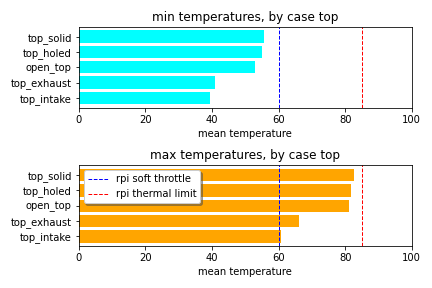 min temperatures, by case top
top_solid
top_holed
open_top
top_exhaust
top_intake
0 20 40 60 80 100
mean temperature
max temperatures, by case top
top_solid
top_holed
open_top
top_exhaust
top_intake
rpi soft throttle
rpi thermal limit
0 20 40 60 80 100
mean temperature